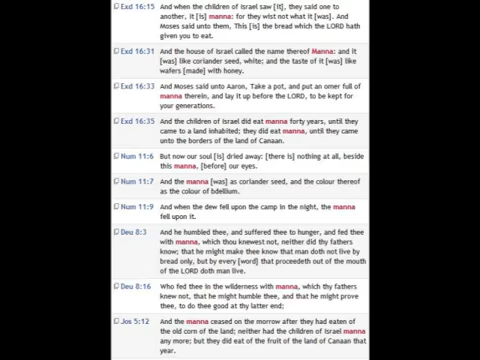 Exd 16:15 And when the children of Israel saw [it], they said one
to another, it [is] manna: for they wist not what it [was]. And
Moses said unto them, This [is] the bread which the LORD hath
given you to eat.
Exd 16:31 And the house of Israel called the name thereof Manna: and it
[was] like coriander seed, white; and the taste of it [was] like
wafers [made] with honey.
Exd 16:33 And Moses said unto Aaron, Take a pot, and put an omer full of
manna therein, and lay it up before the LORD, to be kept for
your generations.
Exd 16:35 And the children of Israel did eat manna forty years, until they
came to a land inhabited; they did eat manna, until they came
unto the borders of the land of Canaan.
Num 11:6 But now our soul [is] dried away: [there is] nothing at all, beside
this manna, [before] our eyes.
Num 11:7 And the manna [was] as coriander seed, and the colour thereof
as the colour of bdellium.
Num 11:9 And when the dew fell upon the camp in the night, the manna
fell upon it.
Deu 8:3 And he humbled thee, and suffered thee to hunger, and fed thee
with manna, which thou knewest not, neither did thy fathers
know; that he might make thee know that man doth not live by
bread only, but by every [word] that proceedeth out of the mouth
of the LORD doth man live.
Deu 8:16 Who fed thee in the wilderness with manna, which thy fathers
knew not, that he might humble thee, and that he might prove
thee, to do thee good at thy latter end;
Jos 5:12 And the manna ceased on the morrow after they had eaten of
the old corn of the land; neither had the children of Israel manna
any more; but they did eat of the fruit of the land of Canaan that
year.